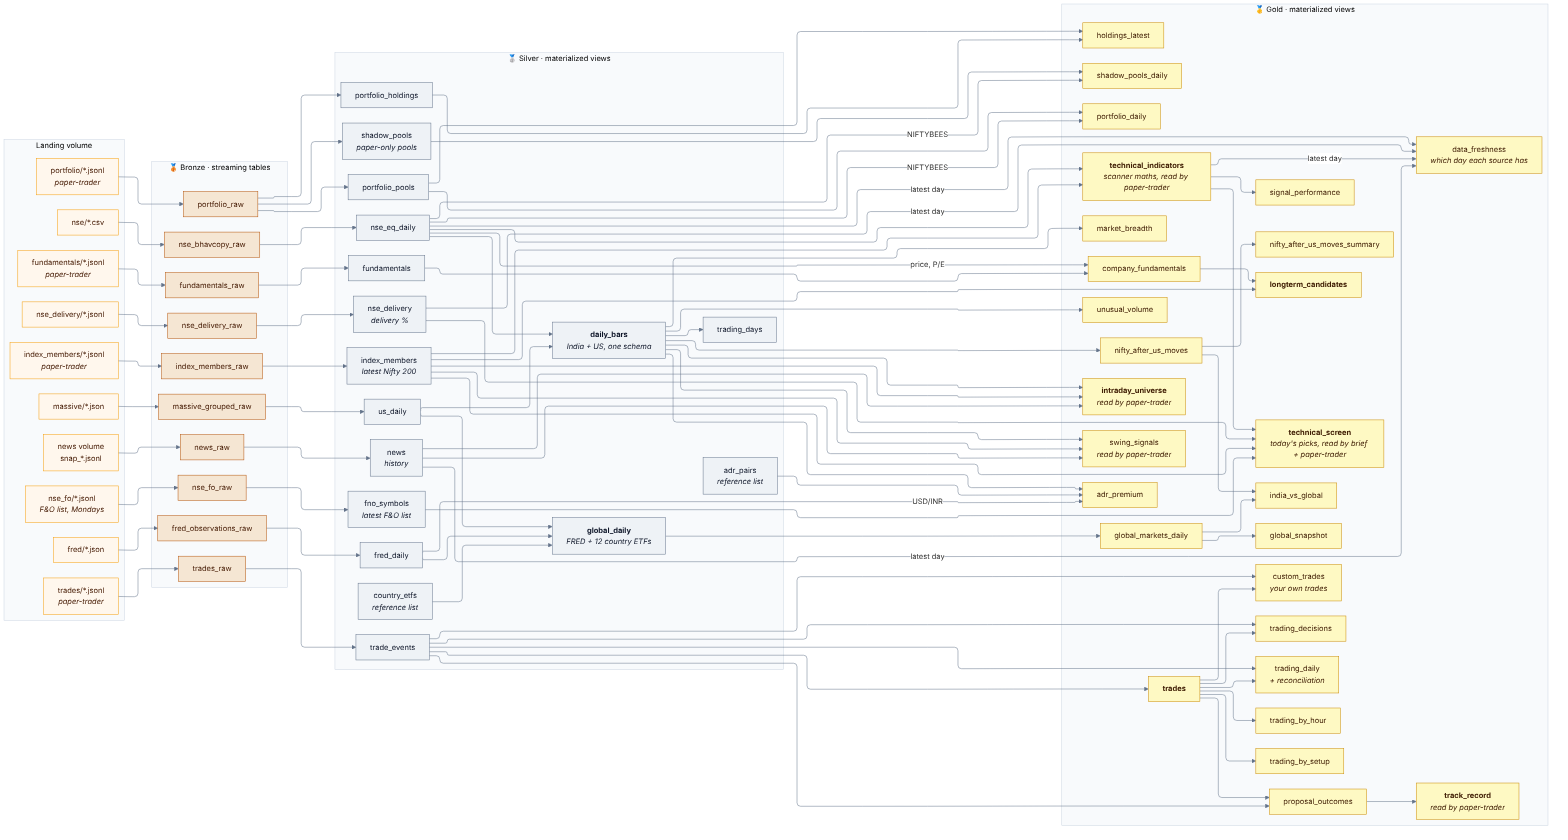 Landing volume
portfolio/*.jsonl
paper-trader
nse/*.csv
fundamentals/*.jsonl
paper-trader
nse_delivery/*.jsonl
index_members/*.jsonl
paper-trader
massive/*.json
news volume
snap_*.jsonl
nse_fo/*.jsonl
F&O list, Mondays
fred/*.json
trades/*.jsonl
paper-trader
🥉 Bronze · streaming tables
portfolio_raw
nse_bhavcopy_raw
fundamentals_raw
nse_delivery_raw
index_members_raw
massive_grouped_raw
news_raw
nse_fo_raw
fred_observations_raw
trades_raw
🥈 Silver · materialized views
portfolio_holdings
shadow_pools
paper-only pools
portfolio_pools
nse_eq_daily
fundamentals
nse_delivery
delivery %
index_members
latest Nifty 200
us_daily
news
history
fno_symbols
latest F&O list
fred_daily
country_etfs
reference list
trade_events
daily_bars
India + US, one schema
global_daily
FRED + 12 country ETFs
trading_days
adr_pairs
reference list
NIFTYBEES
NIFTYBEES
latest day
latest day
price, P/E
USD/INR
latest day
🥇 Gold · materialized views
holdings_latest
shadow_pools_daily
portfolio_daily
technical_indicators
scanner maths, read by
paper-trader
market_breadth
company_fundamentals
unusual_volume
nifty_after_us_moves
intraday_universe
read by paper-trader
swing_signals
read by paper-trader
adr_premium
global_markets_daily
trades
latest day
signal_performance
nifty_after_us_moves_summary
longterm_candidates
technical_screen
today's picks, read by brief
+ paper-trader
india_vs_global
global_snapshot
custom_trades
your own trades
trading_decisions
trading_daily
+ reconciliation
trading_by_hour
trading_by_setup
proposal_outcomes
data_freshness
which day each source has
track_record
read by paper-trader